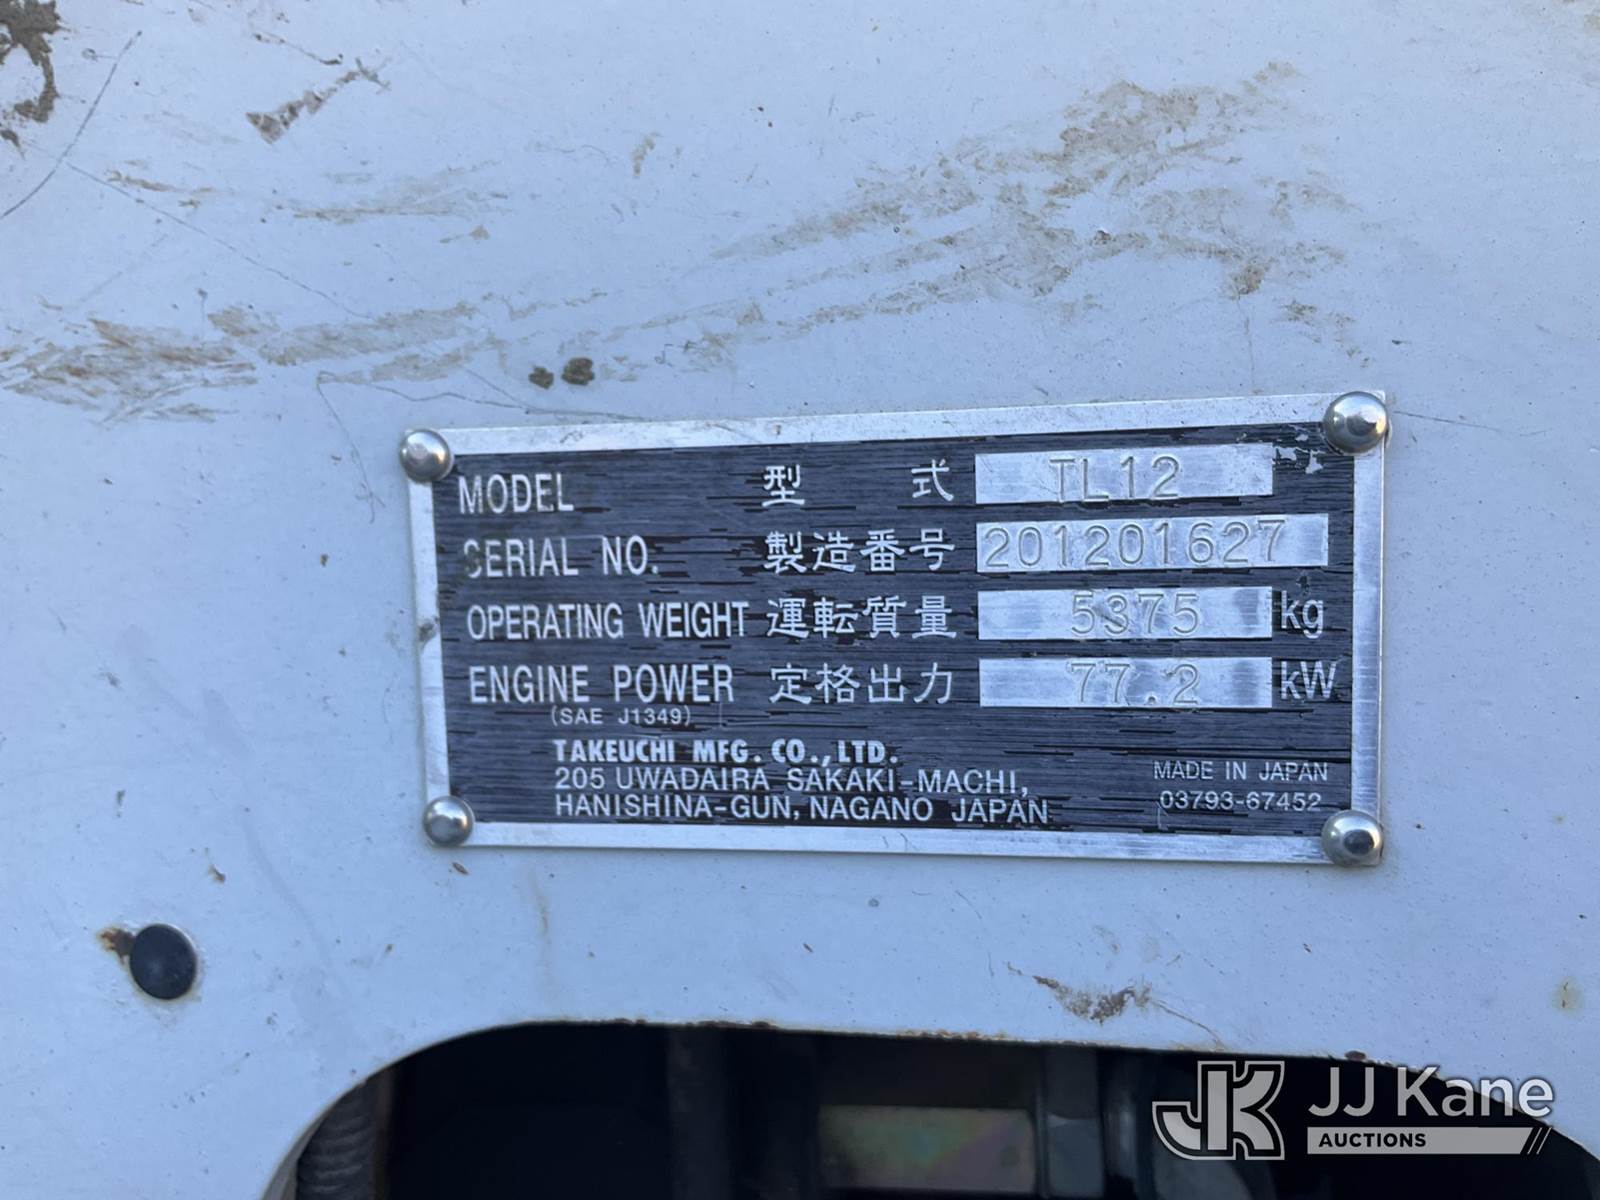 MODEL 型 式 TL12
SERIAL NO. 製造番号 201201627
OPERATING WEIGHT 運転質量 5375 kg
ENGINE POWER 定格出力 77.2 kW
(SAE J1349)
TAKEUCHI MFG. CO.,LTD.
205 UWADAIRA SAKAKI-MACHI,
HANISHINA-GUN, NAGANO JAPAN
MADE IN JAPAN
03793-67452
JK JJ Kane
AUCTIONS